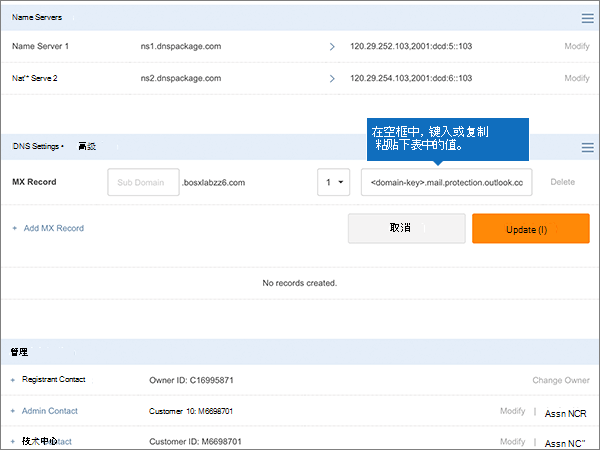 Name Servers
Name Server 1 ns1.dnspackage.com > 120.29.252.103,2001:dcd:5::103 Modify
Nat'" Serve 2 ns2.dnspackage.com > 120.29.254.103,2001:dcd:6::103 Modify
在空框中, 键入或复制
粘贴下表中的值。
DNS Settings • 高级
MX Record Sub Domain .bosxlabzz6.com 1 <domain-key>.mail.protection.outlook.cc Delete
+ Add MX Record 取消 Update (I)
No records created.
管理
+ Registrant Contact Owner ID: C16995871 Change Owner
+ Admin Contact Customer 10: M6698701 Modify | Assn NCR
+ 技术中心ntact Customer ID: M6698701 Modify | Assn NC"